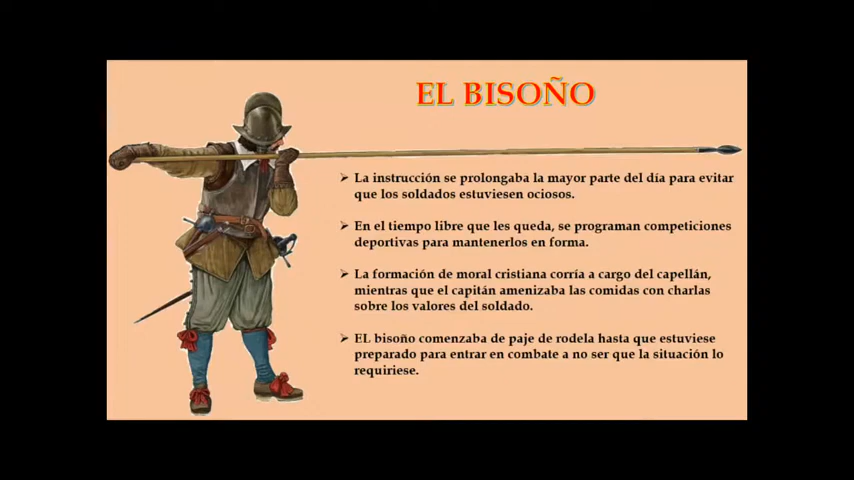 EL BISOÑO
➢ La instrucción se prolongaba la mayor parte del día para evitar
que los soldados estuviesen ociosos.
➢ En el tiempo libre que les queda, se programan competiciones
deportivas para mantenerlos en forma.
➢ La formación de moral cristiana corría a cargo del capellán,
mientras que el capitán amenizaba las comidas con charlas
sobre los valores del soldado.
➢ EL bisoño comenzaba de paje de rodela hasta que estuviese
preparado para entrar en combate a no ser que la situación lo
requiriese.